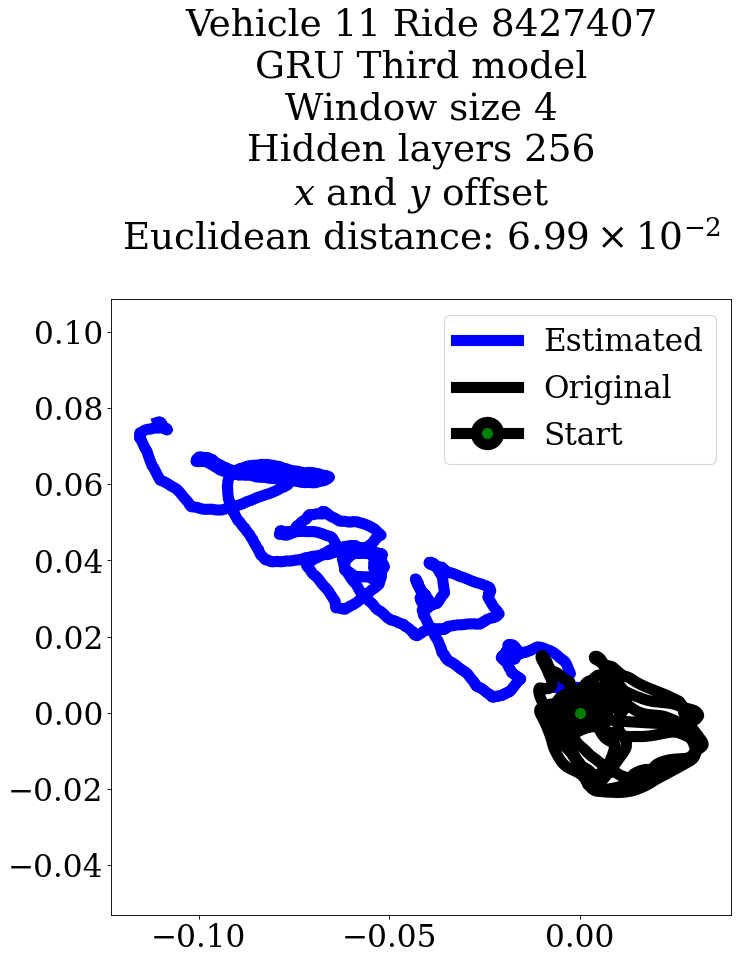 Vehicle 11 Ride 8427407
GRU Third model
Window size 4
Hidden layers 256
x and y offset
Euclidean distance: 6.99 × 10⁻²
Estimated
Original
Start
0.10
0.08
0.06
0.04
0.02
0.00
−0.02
−0.04
−0.10
−0.05
0.00